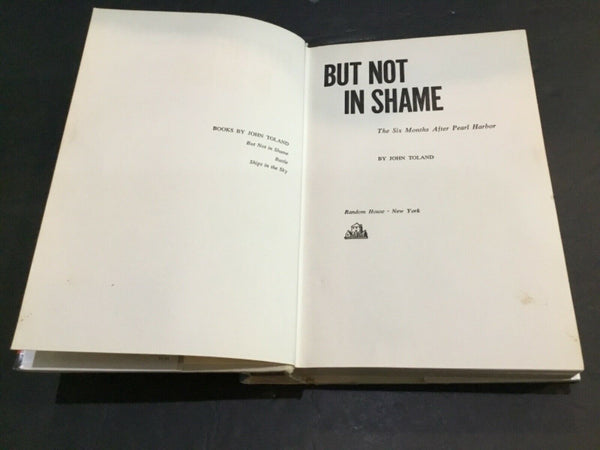 BOOKS BY JOHN TOLAND
But Not in Shame
Battle
Ships in the Sky
BUT NOT
IN SHAME
The Six Months After Pearl Harbor
BY JOHN TOLAND
Random House · New York